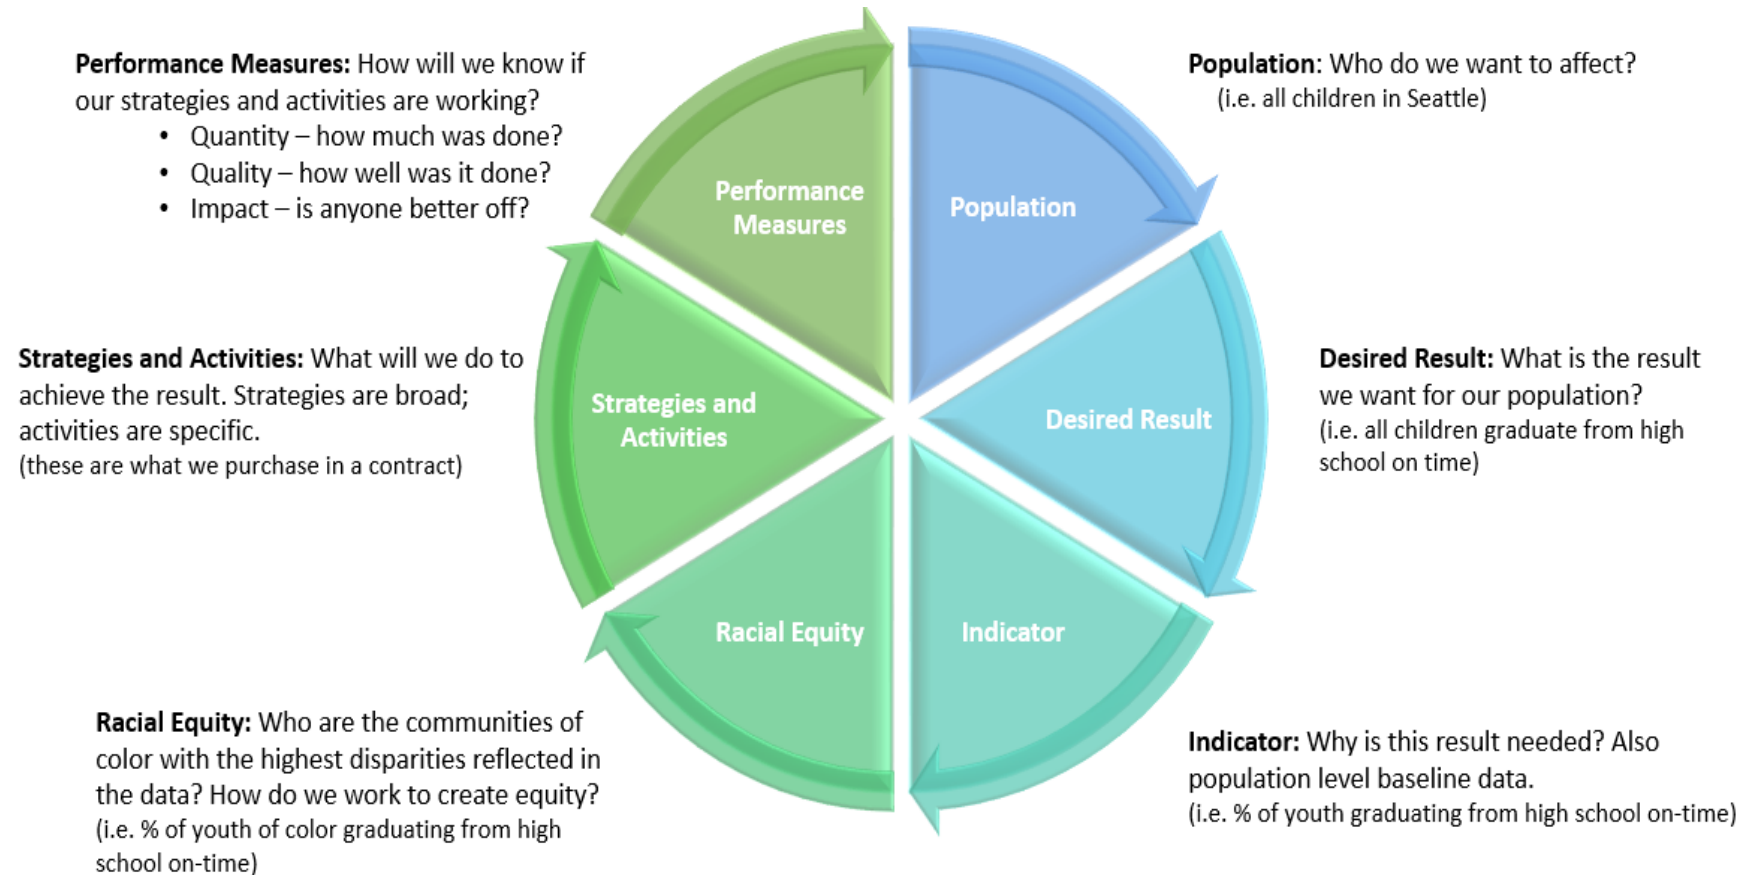 Performance Measures: How will we know if
our strategies and activities are working?
• Quantity – how much was done?
• Quality – how well was it done?
• Impact – is anyone better off?
Population: Who do we want to affect?
(i.e. all children in Seattle)
Performance
Measures
Population
Strategies and Activities: What will we do to
achieve the result. Strategies are broad;
activities are specific.
(these are what we purchase in a contract)
Strategies and
Activities
Desired Result
Desired Result: What is the result
we want for our population?
(i.e. all children graduate from high
school on time)
Racial Equity
Indicator
Racial Equity: Who are the communities of
color with the highest disparities reflected in
the data? How do we work to create equity?
(i.e. % of youth of color graduating from high
school on-time)
Indicator: Why is this result needed? Also
population level baseline data.
(i.e. % of youth graduating from high school on-time)